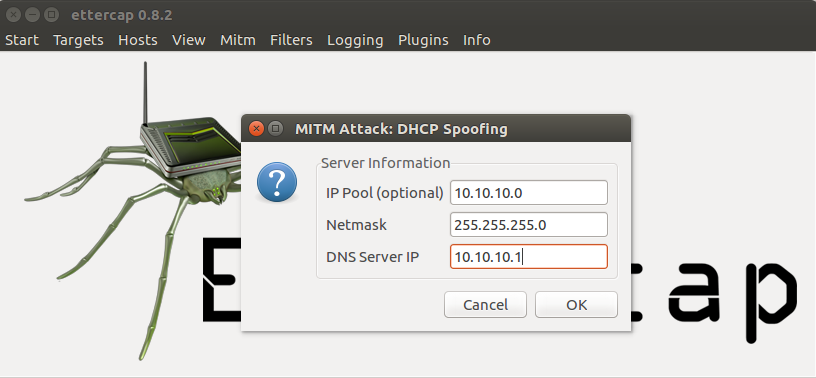 ettercap 0.8.2
Start Targets Hosts View Mitm Filters Logging Plugins Info
MITM Attack: DHCP Spoofing
Server Information
IP Pool (optional) 10.10.10.0
Netmask 255.255.255.0
DNS Server IP 10.10.10.1
Cancel OK